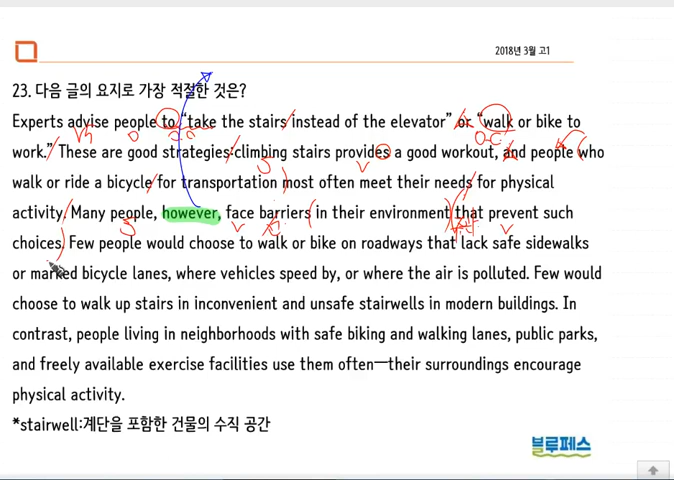 2018년 3월 고1
23. 다음 글의 요지로 가장 적절한 것은?
Experts advise people to "take the stairs instead of the elevator" or "walk or bike to
work." These are good strategies: climbing stairs provides a good workout, and people who
walk or ride a bicycle for transportation most often meet their needs for physical
activity. Many people, however, face barriers in their environment that prevent such
choices. Few people would choose to walk or bike on roadways that lack safe sidewalks
or marked bicycle lanes, where vehicles speed by, or where the air is polluted. Few would
choose to walk up stairs in inconvenient and unsafe stairwells in modern buildings. In
contrast, people living in neighborhoods with safe biking and walking lanes, public parks,
and freely available exercise facilities use them often—their surroundings encourage
physical activity.
*stairwell:계단을 포함한 건물의 수직 공간
블루페스